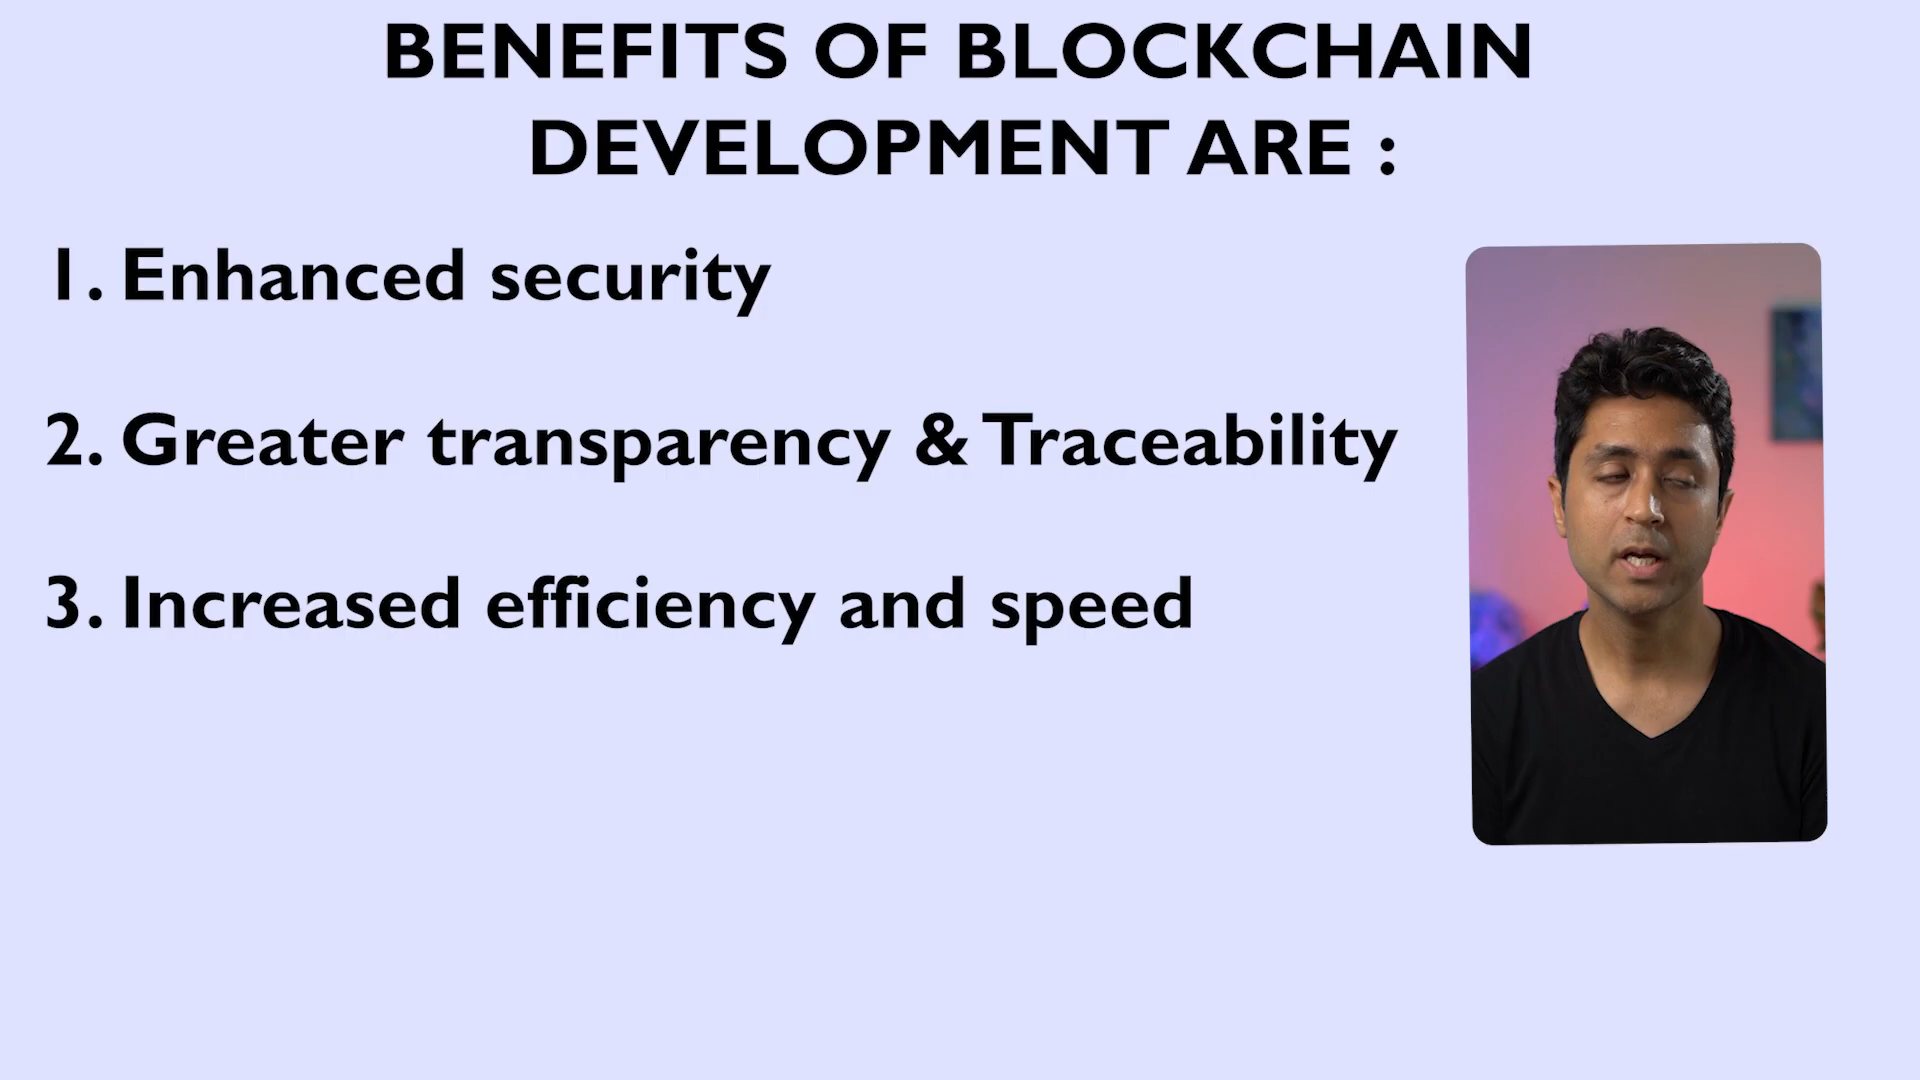 BENEFITS OF BLOCKCHAIN
DEVELOPMENT ARE :
1. Enhanced security
2. Greater transparency & Traceability
3. Increased efficiency and speed